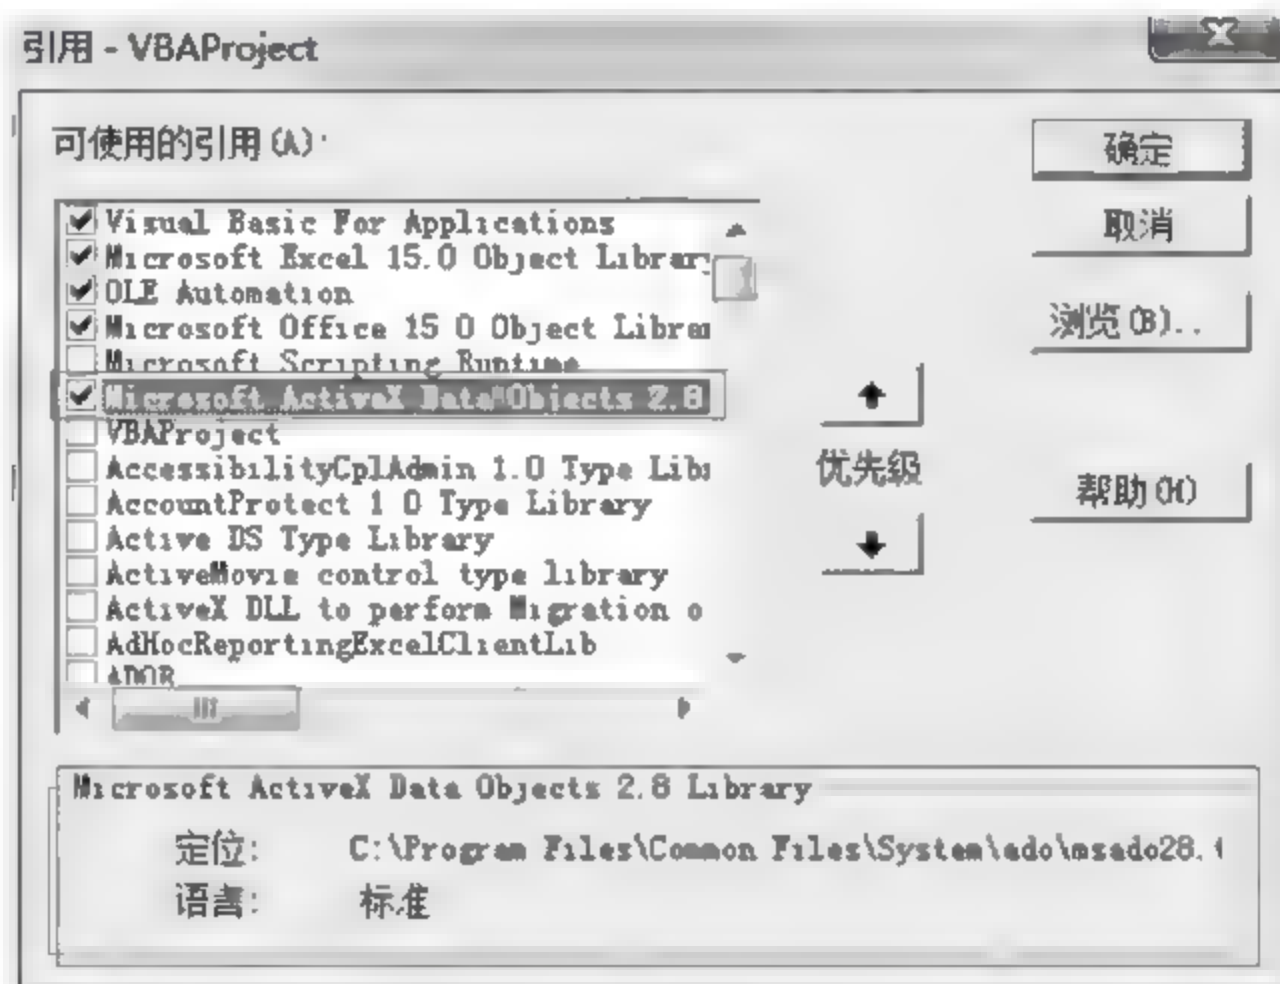 引用 - VBAProject
可使用的引用(A):
Visual Basic For Applications
Microsoft Excel 15.0 Object Library
OLE Automation
Microsoft Office 15 0 Object Librar
Microsoft Scripting Runtime
Microsoft ActiveX Data Objects 2.8
VBAProject
AccessibilityCplAdmin 1.0 Type Libr
AccountProtect 1 0 Type Library
Active DS Type Library
ActiveMovie control type library
ActiveX DLL to perform Migration o
AdHocReportingExcelClientLib
ADOR
确定
取消
浏览(B)..
优先级
帮助(H)
Microsoft ActiveX Data Objects 2.8 Library
定位: C:\Program Files\Common Files\System\ado\msado28.t
语言: 标准